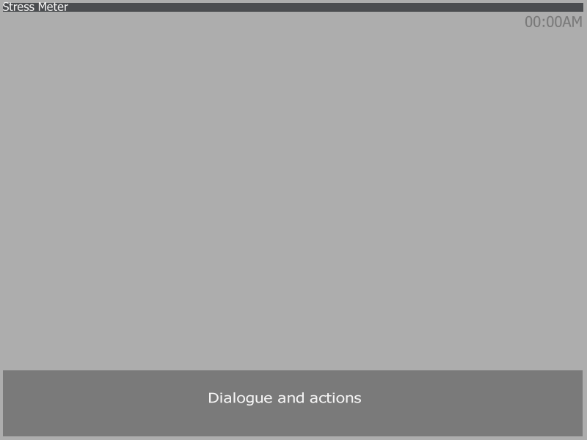 Stress Meter
00:00AM
Dialogue and actions